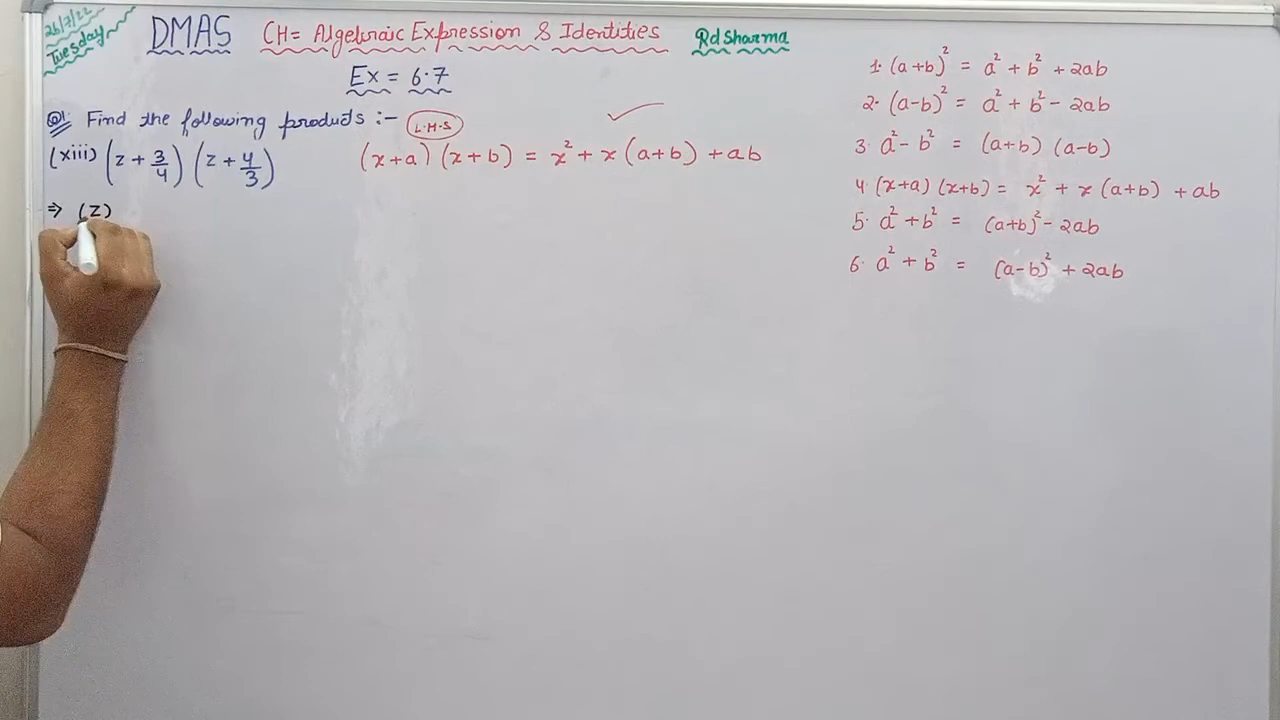 26/7/22
Tuesday
DMAS CH= Algebraic Expression & Identities Rd Sharma
Ex = 6.7
Q1. Find the following products :- L.H.S ✓
(xiii) (z + 3/4) (z + 4/3) (x+a) (x+b) = x² + x (a+b) + ab
⇒ (z)
1. (a+b)² = a² + b² + 2ab
2. (a-b)² = a² + b² - 2ab
3. a² - b² = (a+b) (a-b)
4. (x+a) (x+b) = x² + x (a+b) + ab
5. a² + b² = (a+b)² - 2ab
6. a² + b² = (a-b)² + 2ab